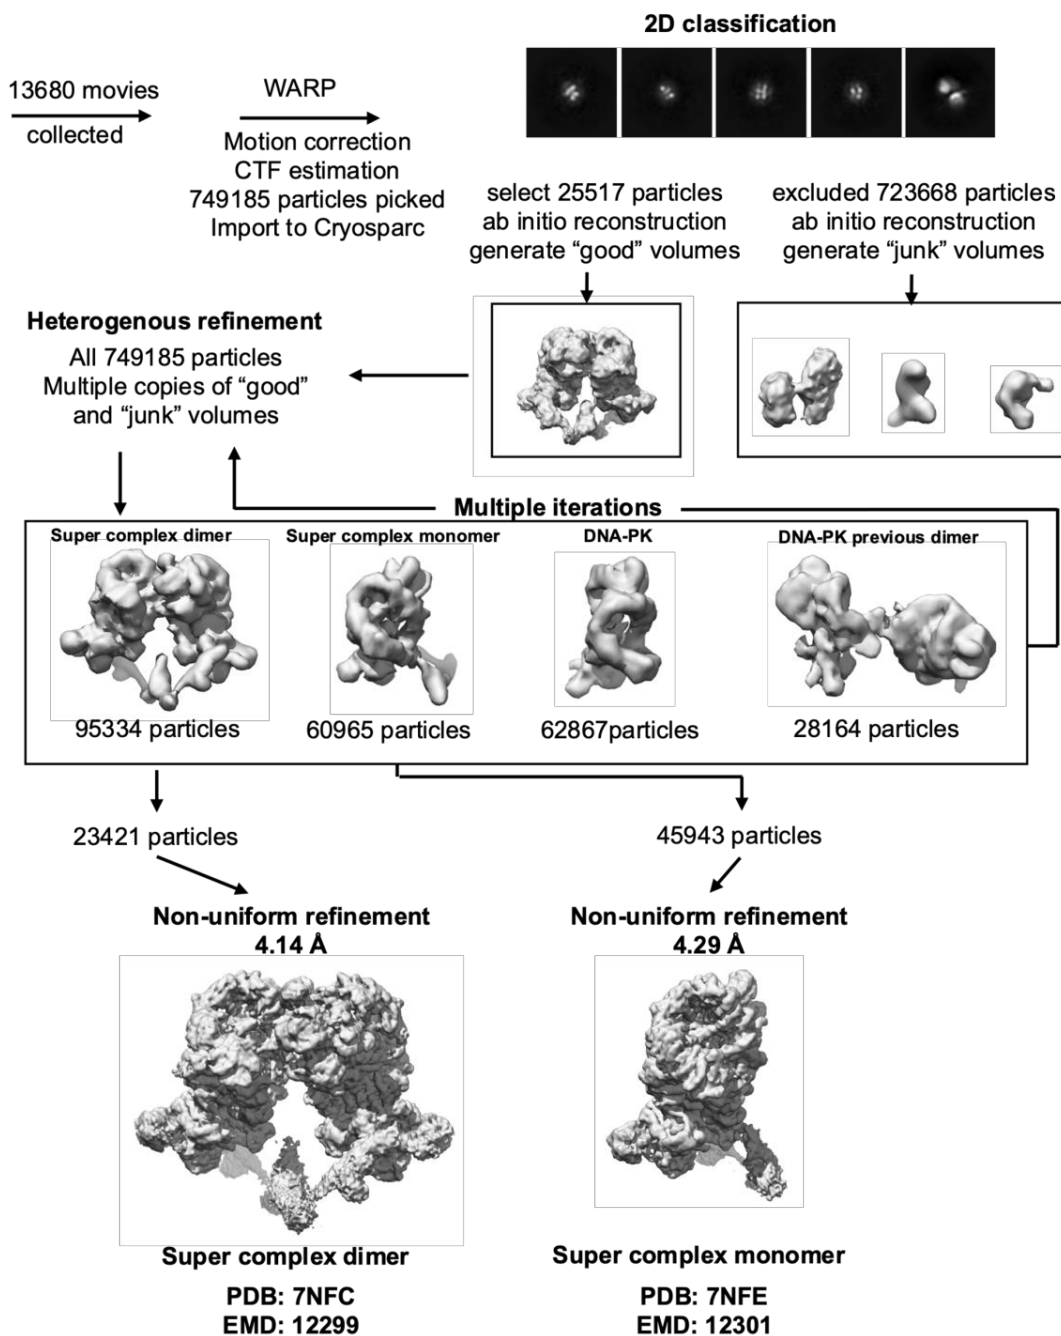 2D classification
13680 movies
collected
WARP
Motion correction
CTF estimation
749185 particles picked
Import to Cryosparc
select 25517 particles
ab initio reconstruction
generate “good” volumes
excluded 723668 particles
ab initio reconstruction
generate “junk” volumes
Heterogenous refinement
All 749185 particles
Multiple copies of “good”
and “junk” volumes
Multiple iterations
Super complex dimer
Super complex monomer
DNA-PK
DNA-PK previous dimer
95334 particles
60965 particles
62867particles
28164 particles
23421 particles
45943 particles
Non-uniform refinement
4.14 Å
Non-uniform refinement
4.29 Å
Super complex dimer
PDB: 7NFC
EMD: 12299
Super complex monomer
PDB: 7NFE
EMD: 12301